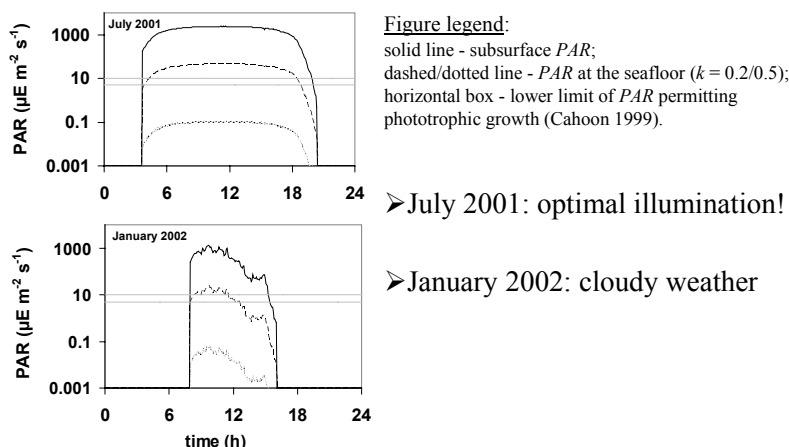 July 2001
PAR (µE m⁻² s⁻¹)
1000
10
0.1
0.001
0 6 12 18 24
January 2002
PAR (µE m⁻² s⁻¹)
1000
10
0.1
0.001
0 6 12 18 24
time (h)
Figure legend:
solid line - subsurface PAR;
dashed/dotted line - PAR at the seafloor (k = 0.2/0.5);
horizontal box - lower limit of PAR permitting
phototrophic growth (Cahoon 1999).
➢July 2001: optimal illumination!
➢January 2002: cloudy weather